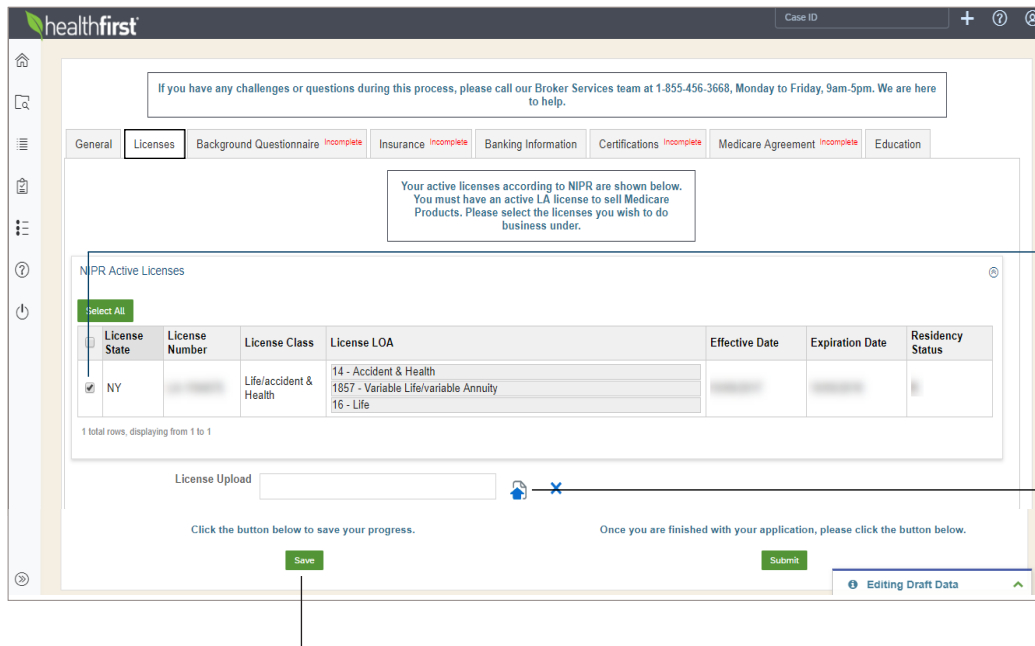 healthfirst
Case ID
If you have any challenges or questions during this process, please call our Broker Services team at 1-855-456-3668, Monday to Friday, 9am-5pm. We are here
to help.
General Licenses Background Questionnaire Incomplete Insurance Incomplete Banking Information Certifications Incomplete Medicare Agreement Incomplete Education
Your active licenses according to NIPR are shown below.
You must have an active LA license to sell Medicare
Products. Please select the licenses you wish to do
business under.
NIPR Active Licenses
Select All
License State License Number License Class License LOA Effective Date Expiration Date Residency Status
NY Life/accident & Health
14 - Accident & Health
1857 - Variable Life/variable Annuity
16 - Life
1 total rows, displaying from 1 to 1
License Upload
Click the button below to save your progress. Once you are finished with your application, please click the button below.
Save Submit
Editing Draft Data